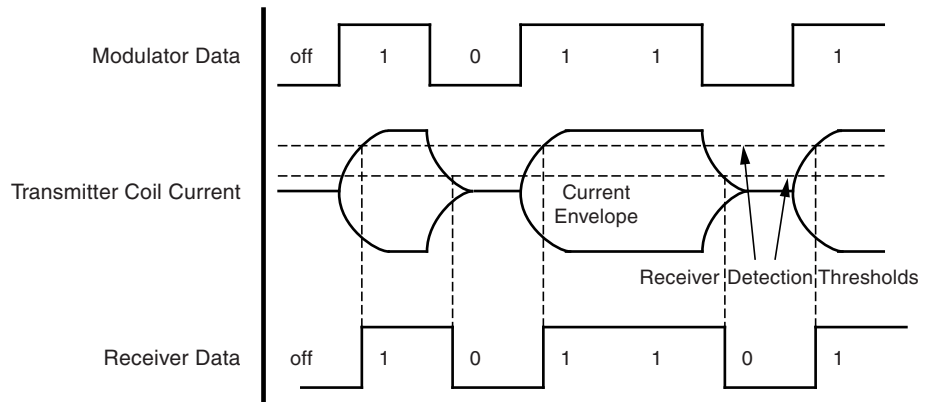 Modulator Data
off 1 0 1 1 1
Transmitter Coil Current
Current
Envelope
Receiver Detection Thresholds
Receiver Data
off 1 0 1 1 0 1